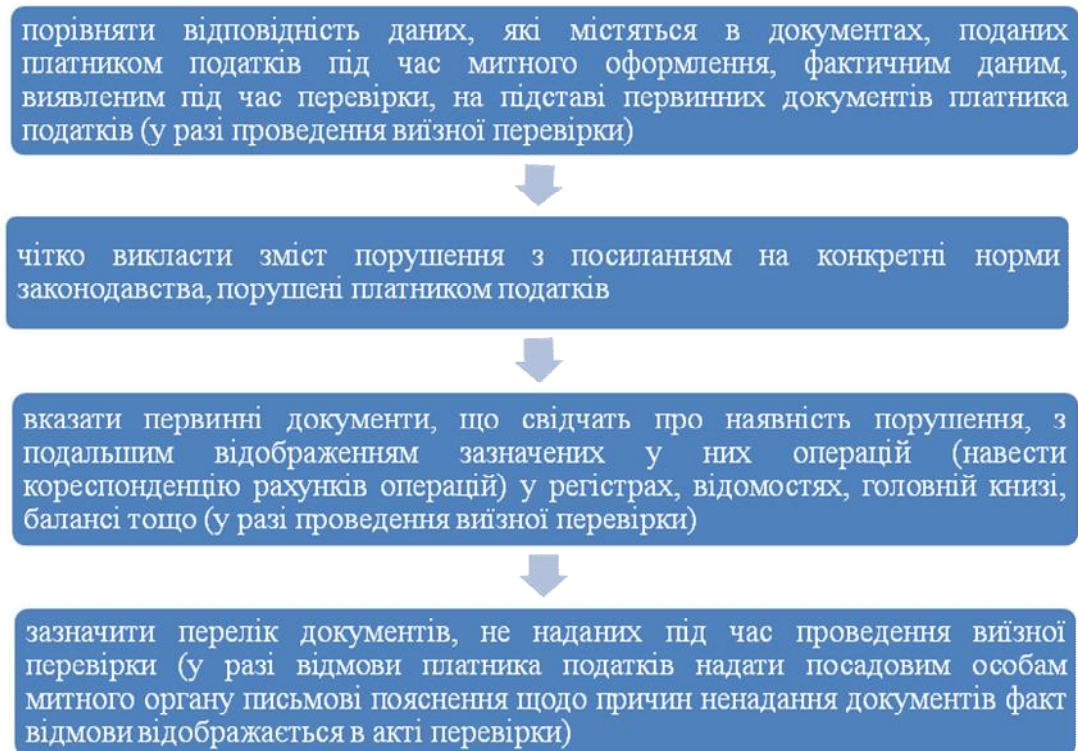 порівняти відповідність даних, які містяться в документах, поданих
платником податків під час митного оформлення, фактичним даним,
виявленим під час перевірки, на підставі первинних документів платника
податків (у разі проведення виїзної перевірки)
чітко викласти зміст порушення з посиланням на конкретні норми
законодавства, порушені платником податків
вказати первинні документи, що свідчать про наявність порушення, з
подальшим відображенням зазначених у них операцій (навести
кореспонденцію рахунків операцій) у регістрах, відомостях, головній книзі,
балансі тощо (у разі проведення виїзної перевірки)
зазначити перелік документів, не наданих під час проведення виїзної
перевірки (у разі відмови платника податків надати посадовим особам
митного органу письмові пояснення щодо причин ненадання документів факт
відмови відображається в акті перевірки)